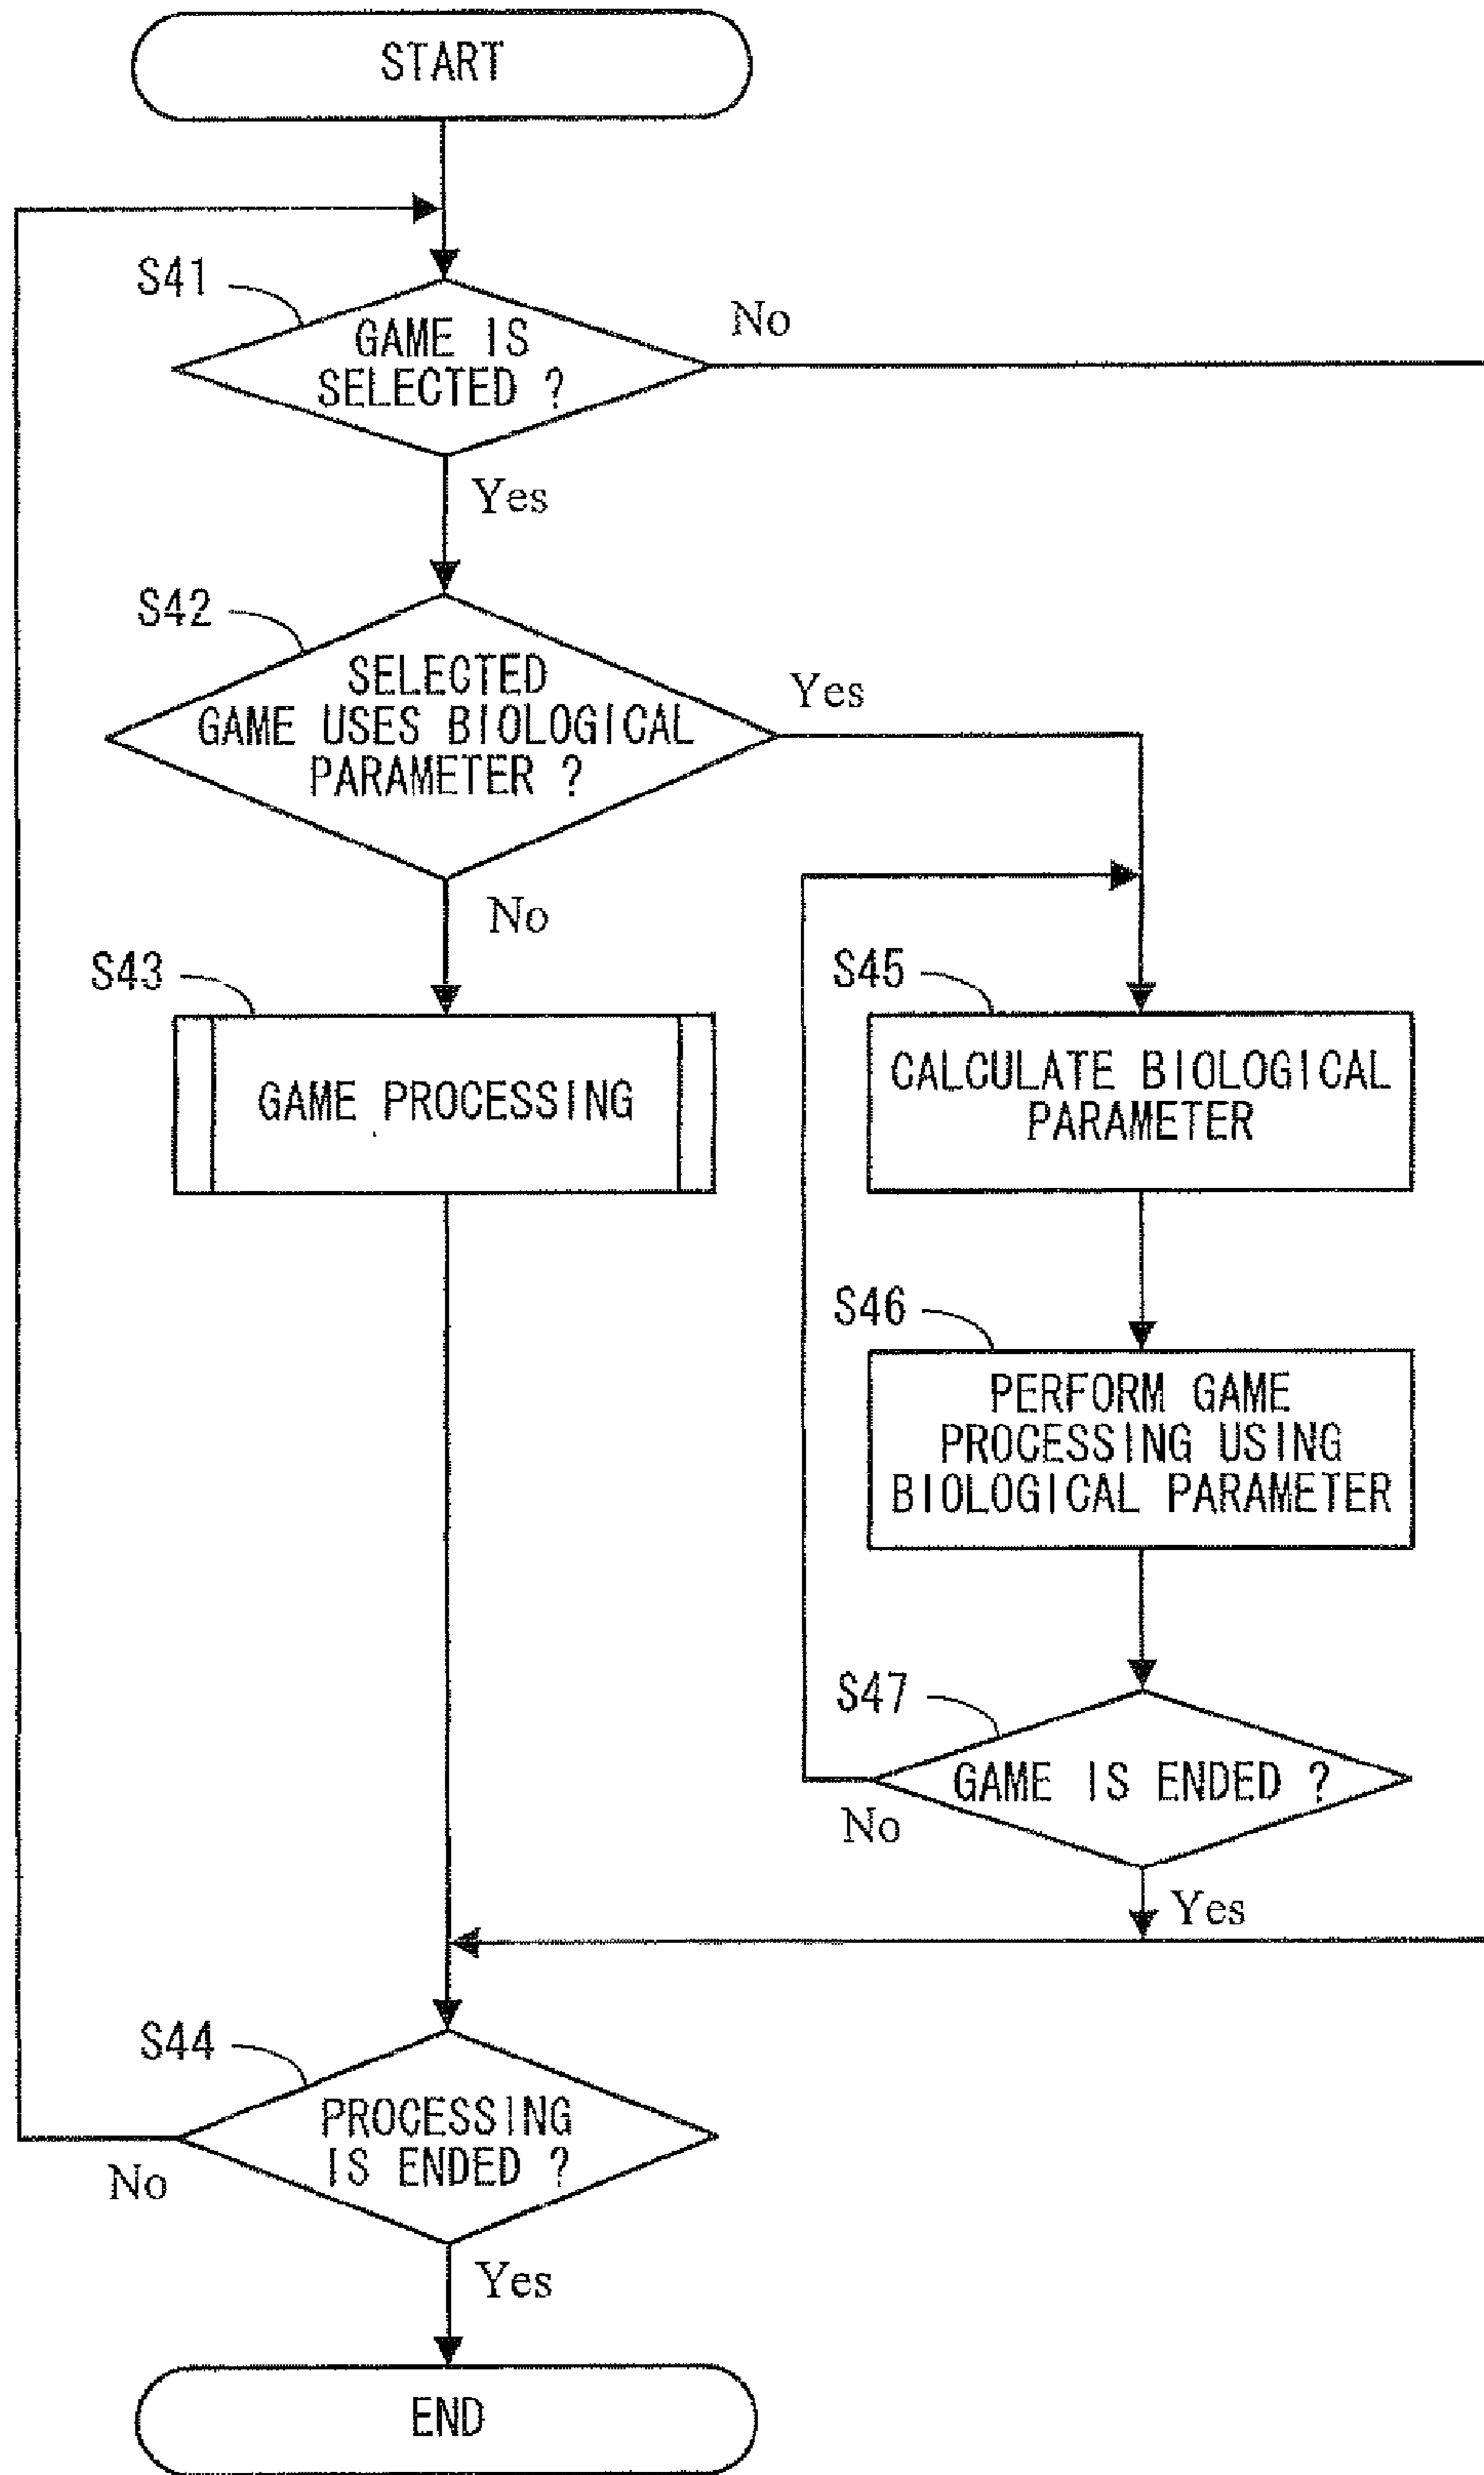 START
S41
GAME IS
SELECTED ?
No
Yes
S42
SELECTED
GAME USES BIOLOGICAL
PARAMETER ?
Yes
No
S43
GAME PROCESSING
S45
CALCULATE BIOLOGICAL
PARAMETER
S46
PERFORM GAME
PROCESSING USING
BIOLOGICAL PARAMETER
S47
GAME IS ENDED ?
No
Yes
S44
PROCESSING
IS ENDED ?
No
Yes
END